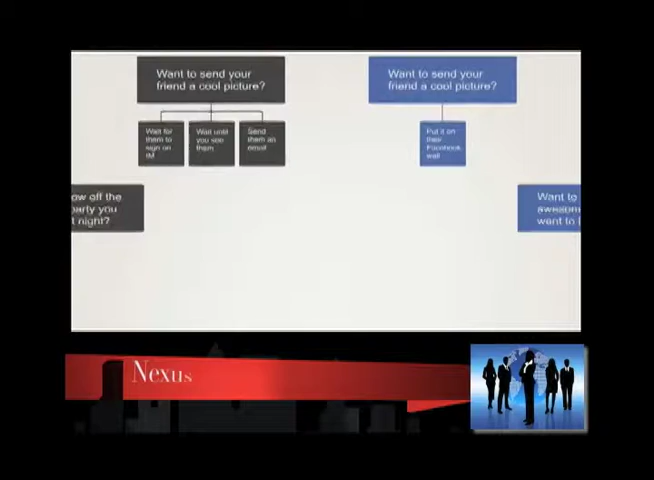 Want to send your
friend a cool picture?
Want to send your
friend a cool picture?
Wait for
them to
sign on
Wait until
you see
them
Send
them an
email
Put it on
their
Facebook
wall
ow off the
party you
t night?
Want to
awesom
went to
Nexus